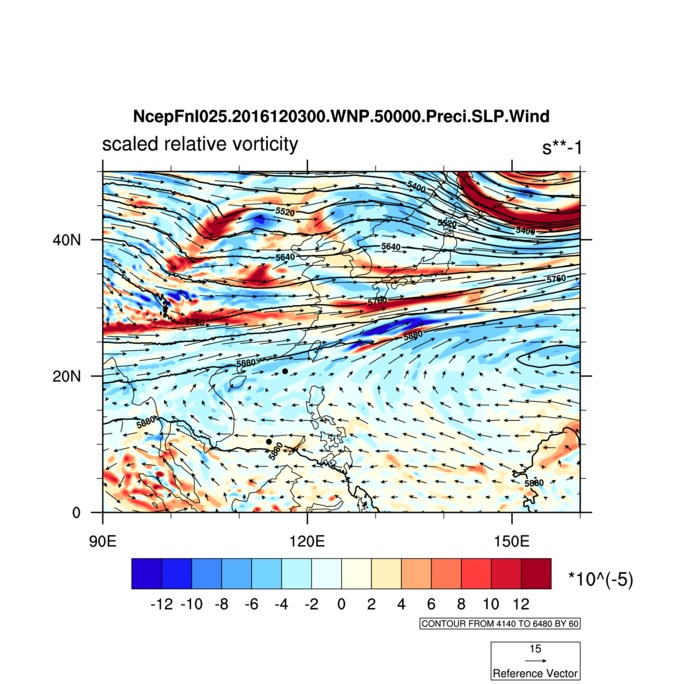 NcepFnl025.2016120300.WNP.50000.Preci.SLP.Wind
scaled relative vorticity s**-1
5400
5520 5520
5400
40N
5640 5640
5760
5760
5760
5880
5880
20N
5880
5880
5880
0
90E 120E 150E
-12 -10 -8 -6 -4 -2 0 2 4 6 8 10 12
*10^(-5)
CONTOUR FROM 4140 TO 6480 BY 60
15
Reference Vector